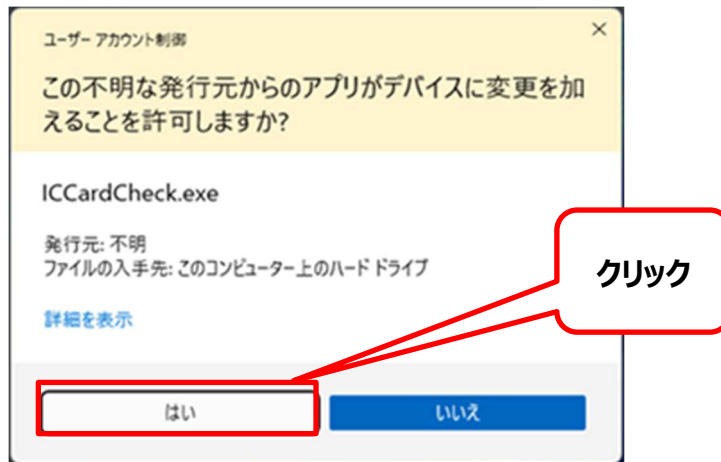 ユーザー アカウント制御
この不明な発行元からのアプリがデバイスに変更を加
えることを許可しますか?
ICCardCheck.exe
発行元: 不明
ファイルの入手先: このコンピューター上のハード ドライブ
クリック
詳細を表示
はい
いいえ